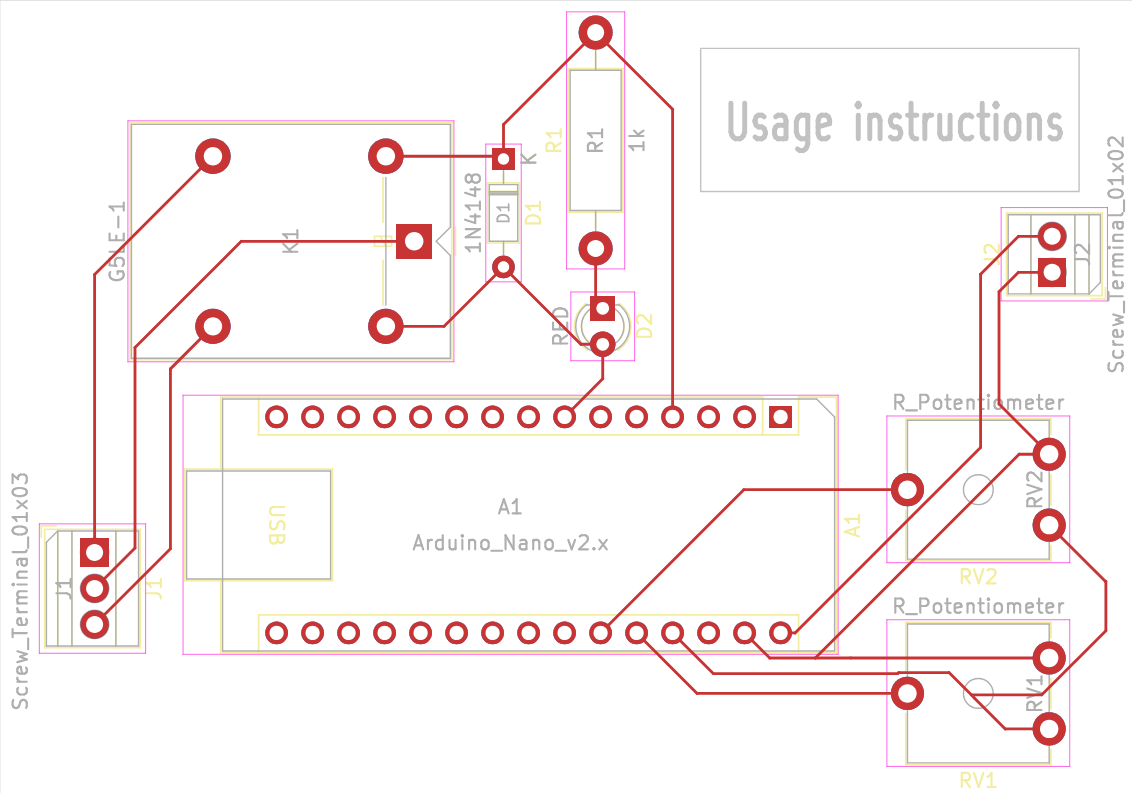 Usage instructions
R1
R1
1k
K
1N4148
D1
D1
G5LE-1
K1
RED
D2
J2
J2
Screw_Terminal_01x02
R_Potentiometer
RV2
RV2
A1
Arduino_Nano_v2.x
A1
USB
Screw_Terminal_01x03
J1
J1
R_Potentiometer
RV1
RV1